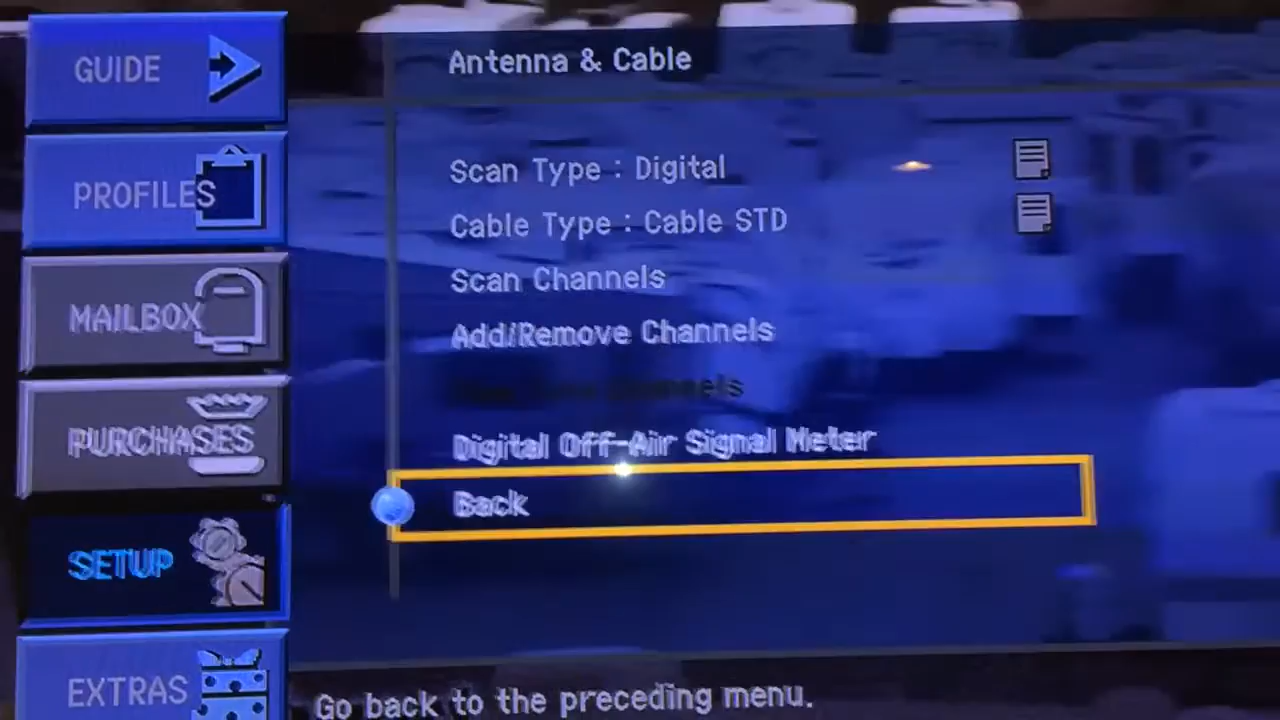 GUIDE
PROFILES
MAILBOX
PURCHASES
SETUP
EXTRAS
Antenna & Cable
Scan Type : Digital
Cable Type : Cable STD
Scan Channels
Add/Remove Channels
Channels
Digital Off-Air Signal Meter
Back
Go back to the preceding menu.